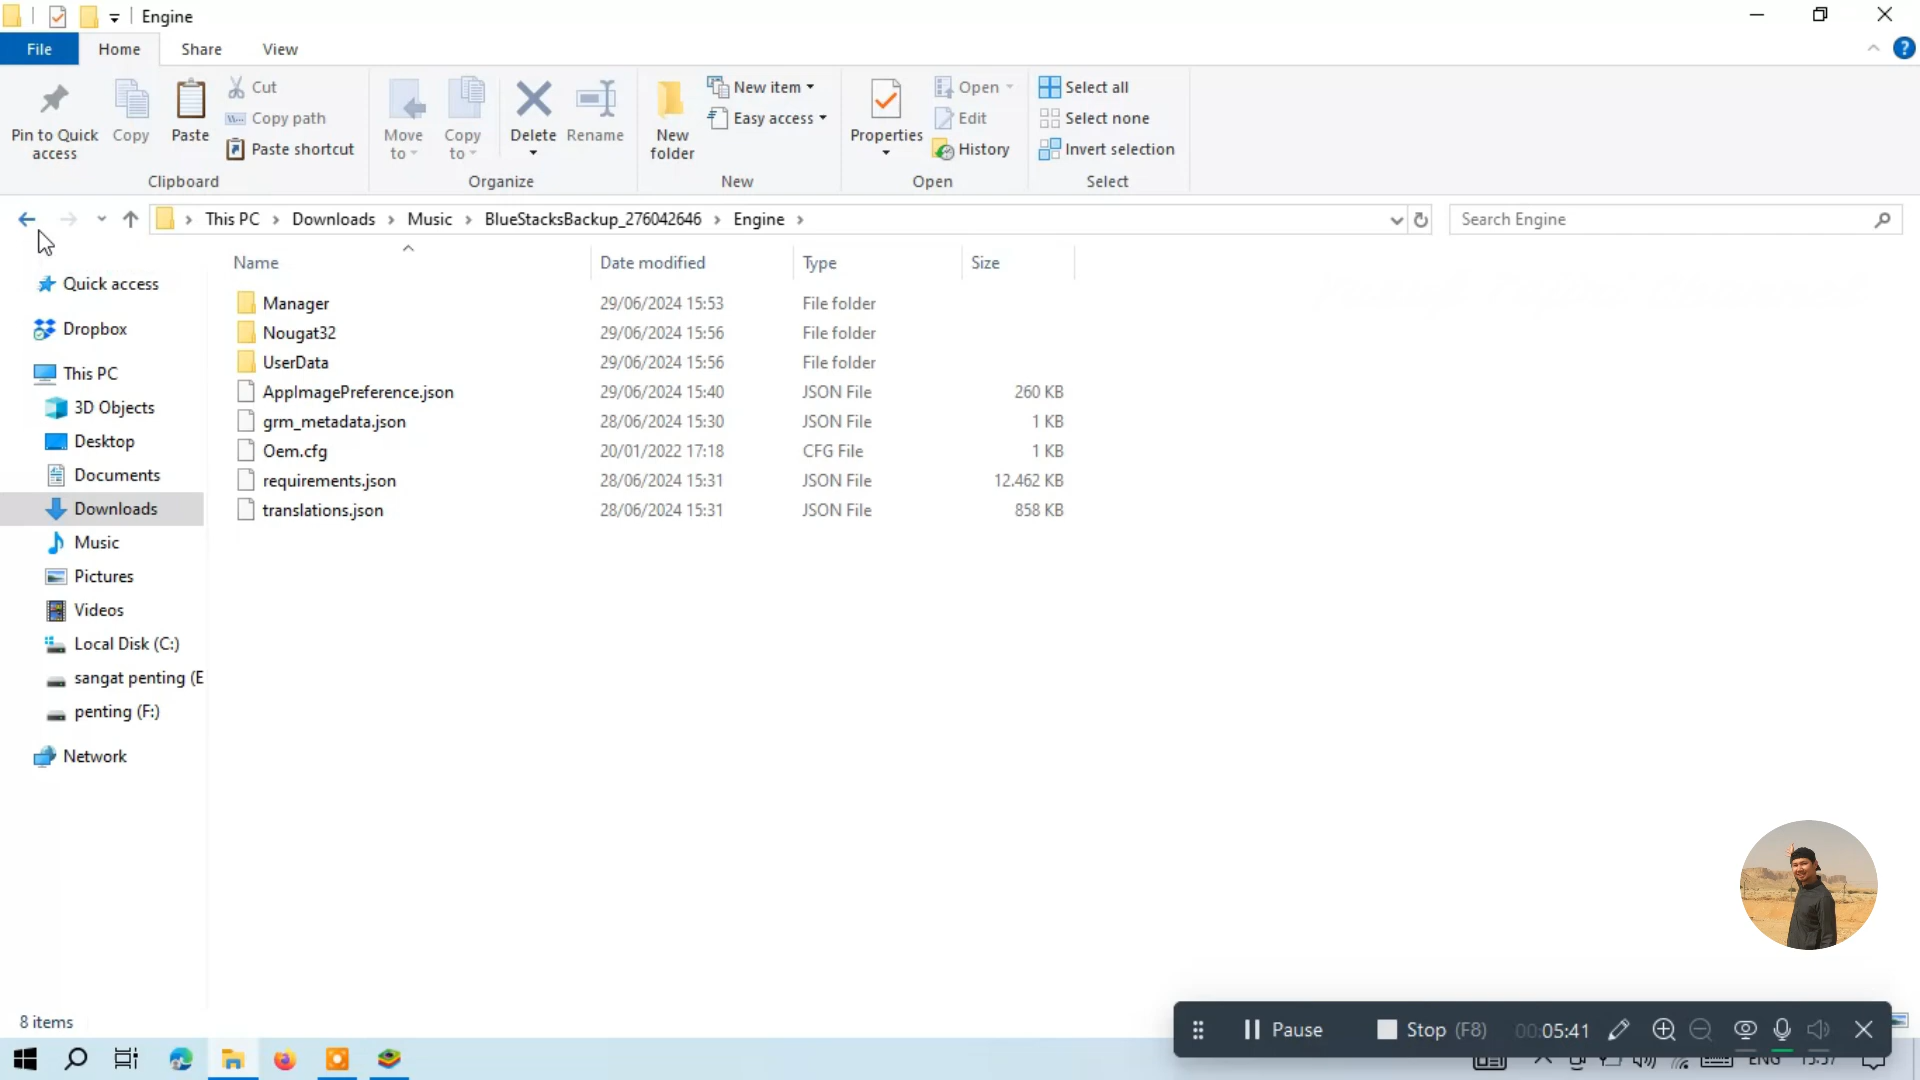 Engine
File Home Share View
Pin to Quick access
Copy
Paste
Cut
Copy path
Paste shortcut
Clipboard
Move to
Copy to
Delete
Rename
Organize
New folder
New item
Easy access
New
Properties
Open
Edit
History
Open
Select all
Select none
Invert selection
Select
This PC Downloads Music BlueStacksBackup_276042646 Engine
Search Engine
Name Date modified Type Size
Manager 29/06/2024 15:53 File folder
Nougat32 29/06/2024 15:56 File folder
UserData 29/06/2024 15:56 File folder
AppImagePreference.json 29/06/2024 15:40 JSON File 260 KB
grm_metadata.json 28/06/2024 15:30 JSON File 1 KB
Oem.cfg 20/01/2022 17:18 CFG File 1 KB
requirements.json 28/06/2024 15:31 JSON File 12.462 KB
translations.json 28/06/2024 15:31 JSON File 858 KB
Quick access
Dropbox
This PC
3D Objects
Desktop
Documents
Downloads
Music
Pictures
Videos
Local Disk (C:)
sangat penting (E
penting (F:)
Network
8 items
Pause Stop (F8) 00:05:41
ENG 15:57